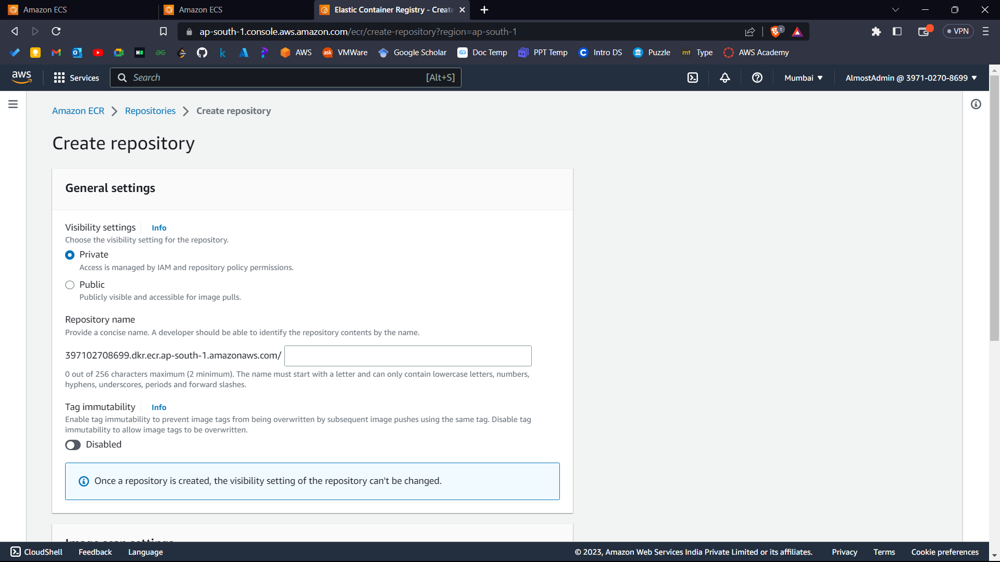 Amazon ECS
Amazon ECS
Elastic Container Registry - Create
ap-south-1.console.aws.amazon.com/ecr/create-repository?region=ap-south-1
1
VPN
AWS
ask
VMWare
Google Scholar
Doc Temp
PPT Temp
Intro DS
Puzzle
mt
Type
AWS Academy
aws
Services
Search
[Alt+S]
Mumbai
AlmostAdmin @ 3971-0270-8699
Amazon ECR
Repositories
Create repository
Create repository
General settings
Visibility settings
Info
Choose the visibility setting for the repository.
Private
Access is managed by IAM and repository policy permissions.
Public
Publicly visible and accessible for image pulls.
Repository name
Provide a concise name. A developer should be able to identify the repository contents by the name.
397102708699.dkr.ecr.ap-south-1.amazonaws.com/
0 out of 256 characters maximum (2 minimum). The name must start with a letter and can only contain lowercase letters, numbers,
hyphens, underscores, periods and forward slashes.
Tag immutability
Info
Enable tag immutability to prevent image tags from being overwritten by subsequent image pushes using the same tag. Disable tag
immutability to allow image tags to be overwritten.
Disabled
Once a repository is created, the visibility setting of the repository can't be changed.
Image scan settings
CloudShell
Feedback
Language
© 2023, Amazon Web Services India Private Limited or its affiliates.
Privacy
Terms
Cookie preferences